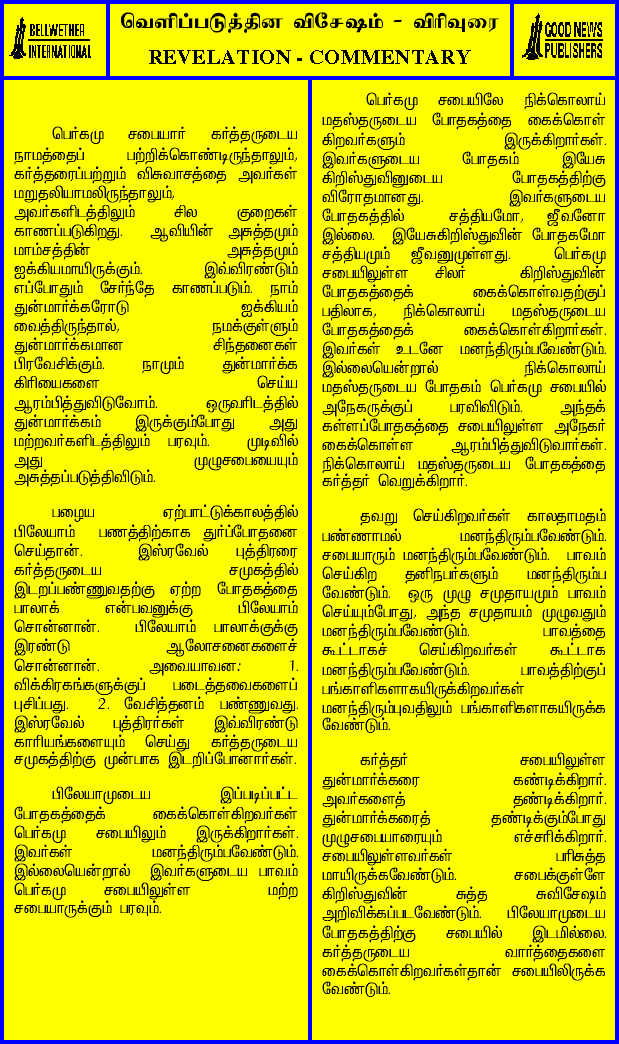 BELLWETHER
INTERNATIONAL
வெளிப்படுத்தின விசேஷம் - விரிவுரை
REVELATION - COMMENTARY
GOOD NEWS
PUBLISHERS
பெர்கமு சபையார் கர்த்தருடைய
நாமத்தைப் பற்றிக்கொண்டிருந்தாலும்,
கர்த்தரைப்பற்றும் விசுவாசத்தை அவர்கள்
மறுதலியாமலிருந்தாலும்,
அவர்களிடத்திலும் சில குறைகள்
காணப்படுகிறது. ஆவியின் அசுத்தமும்
மாம்சத்தின் அசுத்தமும்
ஐக்கியமாயிருக்கும். இவ்விரண்டும்
எப்போதும் சேர்ந்தே காணப்படும். நாம்
துன்மார்க்கரோடு ஐக்கியம்
வைத்திருந்தால், நமக்குள்ளும்
துன்மார்க்கமான சிந்தனைகள்
பிரவேசிக்கும். நாமும் துன்மார்க்க
கிரியைகளை செய்ய
ஆரம்பித்துவிடுவோம். ஒருவரிடத்தில்
துன்மார்க்கம் இருக்கும்போது அது
மற்றவர்களிடத்திலும் பரவும். முடிவில்
அது முழுசபையையும்
அசுத்தப்படுத்திவிடும்.
பழைய ஏற்பாட்டுக்காலத்தில்
பிலேயாம் பணத்திற்காக துர்ப்போதனை
செய்தான். இஸ்ரவேல் புத்திரரை
கர்த்தருடைய சமுகத்தில்
இடறப்பண்ணுவதற்கு ஏற்ற போதகத்தை
பாலாக் என்பவனுக்கு பிலேயாம்
சொன்னான். பிலேயாம் பாலாக்குக்கு
இரண்டு ஆலோசனைகளைச்
சொன்னான். அவையாவன: 1.
விக்கிரகங்களுக்குப் படைத்தவைகளைப்
புசிப்பது. 2. வேசித்தனம் பண்ணுவது.
இஸ்ரவேல் புத்திரர்கள் இவ்விரண்டு
காரியங்களையும் செய்து கர்த்தருடைய
சமுகத்திற்கு முன்பாக இடறிப்போனார்கள்.
பிலேயாமுடைய இப்படிப்பட்ட
போதகத்தைக் கைக்கொள்கிறவர்கள்
பெர்கமு சபையிலும் இருக்கிறார்கள்.
இவர்கள் மனந்திரும்பவேண்டும்.
இல்லையென்றால் இவர்களுடைய பாவம்
பெர்கமு சபையிலுள்ள மற்ற
சபையாருக்கும் பரவும்.
பெர்கமு சபையிலே நிக்கொலாய்
மதஸ்தருடைய போதகத்தை கைக்கொள்
கிறவர்களும் இருக்கிறார்கள்.
இவர்களுடைய போதகம் இயேசு
கிறிஸ்துவினுடைய போதகத்திற்கு
விரோதமானது. இவர்களுடைய
போதகத்தில் சத்தியமோ, ஜீவனோ
இல்லை. இயேசுகிறிஸ்துவின் போதகமோ
சத்தியமும் ஜீவனுமுள்ளது. பெர்கமு
சபையிலுள்ள சிலர் கிறிஸ்துவின்
போதகத்தைக் கைக்கொள்வதற்குப்
பதிலாக, நிக்கொலாய் மதஸ்தருடைய
போதகத்தைக் கைக்கொள்கிறார்கள்.
இவர்கள் உடனே மனந்திரும்பவேண்டும்.
இல்லையென்றால் நிக்கொலாய்
மதஸ்தருடைய போதகம் பெர்கமு சபையில்
அநேகருக்குப் பரவிவிடும். அந்தக்
கள்ளப்போதகத்தை சபையிலுள்ள அநேகர்
கைக்கொள்ள ஆரம்பித்துவிடுவார்கள்.
நிக்கொலாய் மதஸ்தருடைய போதகத்தை
கர்த்தர் வெறுக்கிறார்.
தவறு செய்கிறவர்கள் காலதாமதம்
பண்ணாமல் மனந்திரும்பவேண்டும்.
சபையாரும் மனந்திரும்பவேண்டும். பாவம்
செய்கிற தனிநபர்களும் மனந்திரும்ப
வேண்டும். ஒரு முழு சமுதாயமும் பாவம்
செய்யும்போது, அந்த சமுதாயம் முழுவதும்
மனந்திரும்பவேண்டும். பாவத்தை
கூட்டாகச் செய்கிறவர்கள் கூட்டாக
மனந்திரும்பவேண்டும். பாவத்திற்குப்
பங்காளிகளாகயிருக்கிறவர்கள்
மனந்திரும்புவதிலும் பங்காளிகளாகயிருக்க
வேண்டும்.
கர்த்தர் சபையிலுள்ள
துன்மார்க்கரை கண்டிக்கிறார்.
அவர்களைத் தண்டிக்கிறார்.
துன்மார்க்கரைத் தண்டிக்கும்போது
முழுசபையாரையும் எச்சரிக்கிறார்.
சபையிலுள்ளவர்கள் பரிசுத்த
மாயிருக்கவேண்டும். சபைக்குள்ளே
கிறிஸ்துவின் சுத்த சுவிசேஷம்
அறிவிக்கப்படவேண்டும். பிலேயாமுடைய
போதகத்திற்கு சபையில் இடமில்லை.
கர்த்தருடைய வார்த்தைகளை
கைக்கொள்கிறவர்கள்தான் சபையிலிருக்க
வேண்டும்.